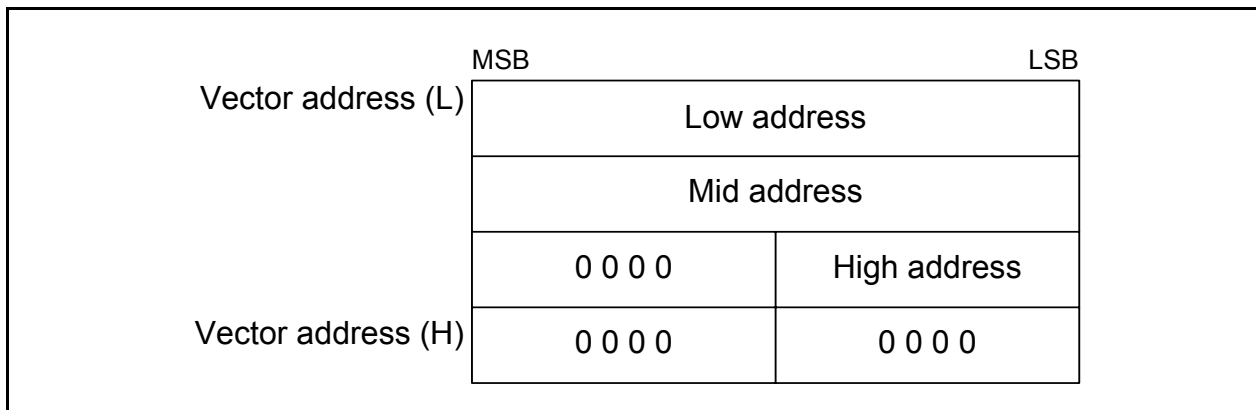 MSB LSB
Vector address (L) Low address
Mid address
0 0 0 0 High address
Vector address (H) 0 0 0 0 0 0 0 0